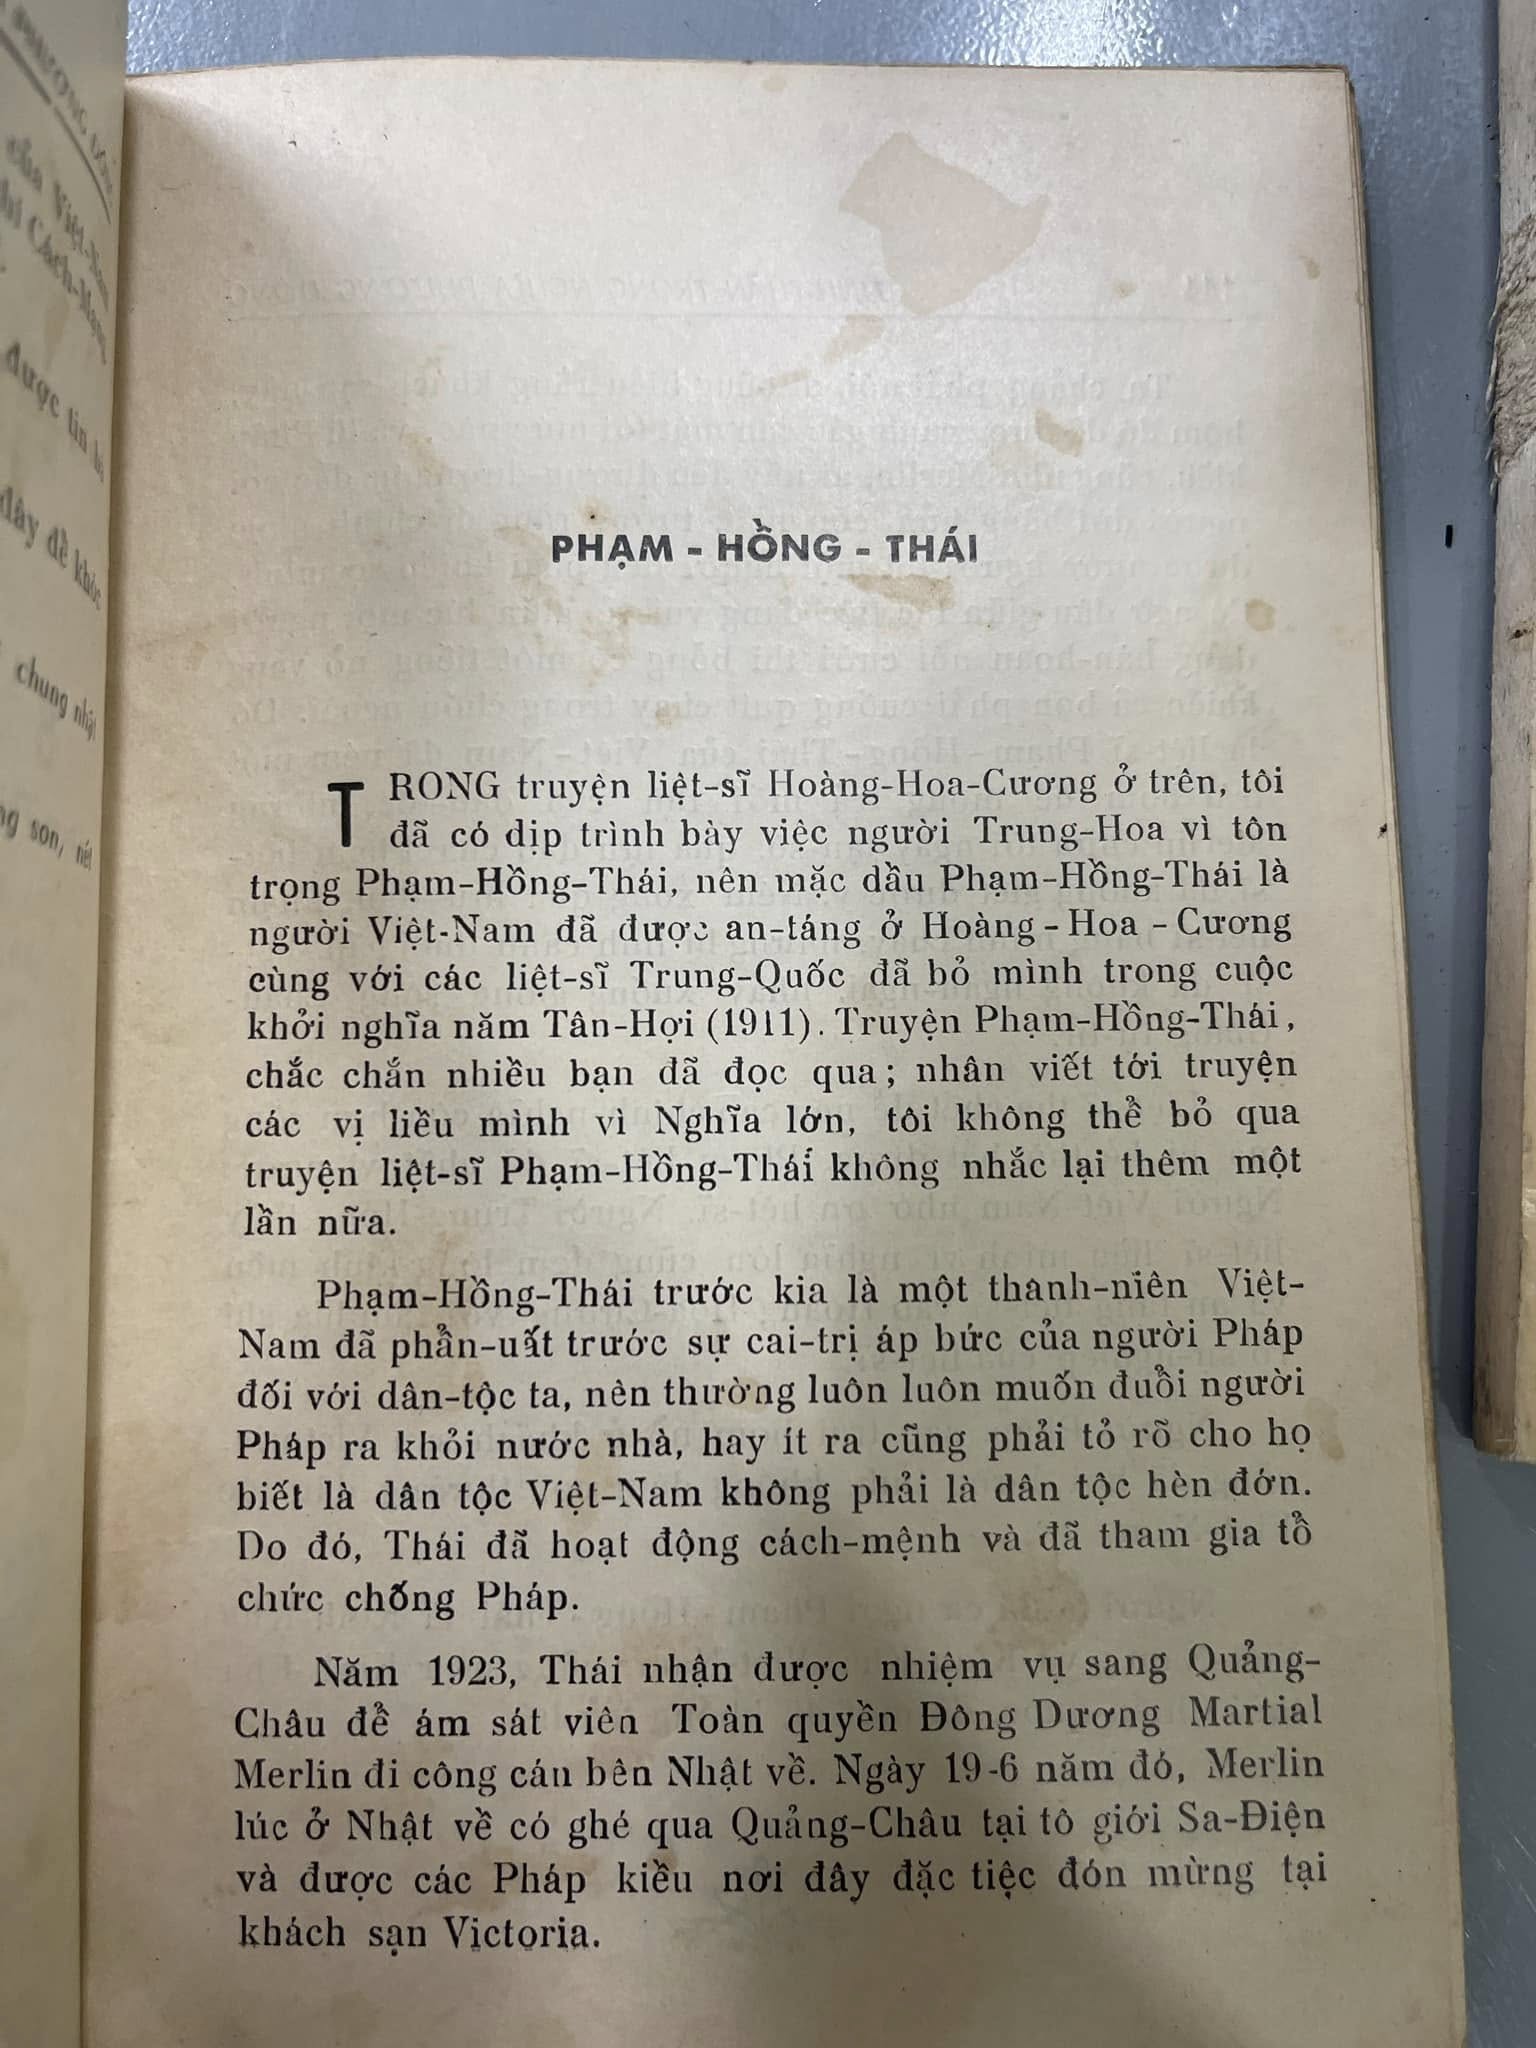 của Việt-Nam
được tin
đây để khóc
chung nhật
son, nét
PHẠM - HỒNG - THÁI
TRONG truyện liệt-sĩ Hoàng-Hoa-Cương ở trên, tôi
đã có dịp trình bày việc người Trung-Hoa vì tôn
trọng Phạm-Hồng-Thái, nên mặc dầu Phạm-Hồng-Thái là
người Việt-Nam đã được an-táng ở Hoàng - Hoa - Cương
cùng với các liệt-sĩ Trung-Quốc đã bỏ mình trong cuộc
khởi nghĩa năm Tân-Hợi (1911). Truyện Phạm-Hồng-Thái,
chắc chắn nhiều bạn đã đọc qua ; nhân viết tới truyện
các vị liều mình vì Nghĩa lớn, tôi không thể bỏ qua
truyện liệt-sĩ Phạm-Hồng-Thái không nhắc lại thêm một
lần nữa.
Phạm-Hồng-Thái trước kia là một thanh-niên Việt-
Nam đã phẫn-uất trước sự cai-trị áp bức của người Pháp
đối với dân-tộc ta, nên thường luôn luôn muốn đuổi người
Pháp ra khỏi nước nhà, hay ít ra cũng phải tỏ rõ cho họ
biết là dân tộc Việt-Nam không phải là dân tộc hèn đớn.
Do đó, Thái đã hoạt động cách-mệnh và đã tham gia tổ
chức chống Pháp.
Năm 1923, Thái nhận được nhiệm vụ sang Quảng-
Châu để ám sát viên Toàn quyền Đông Dương Martial
Merlin đi công cán bên Nhật về. Ngày 19-6 năm đó, Merlin
lúc ở Nhật về có ghé qua Quảng-Châu tại tô giới Sa-Điện
và được các Pháp kiều nơi đây đặc tiệc đón mừng tại
khách sạn Victoria.